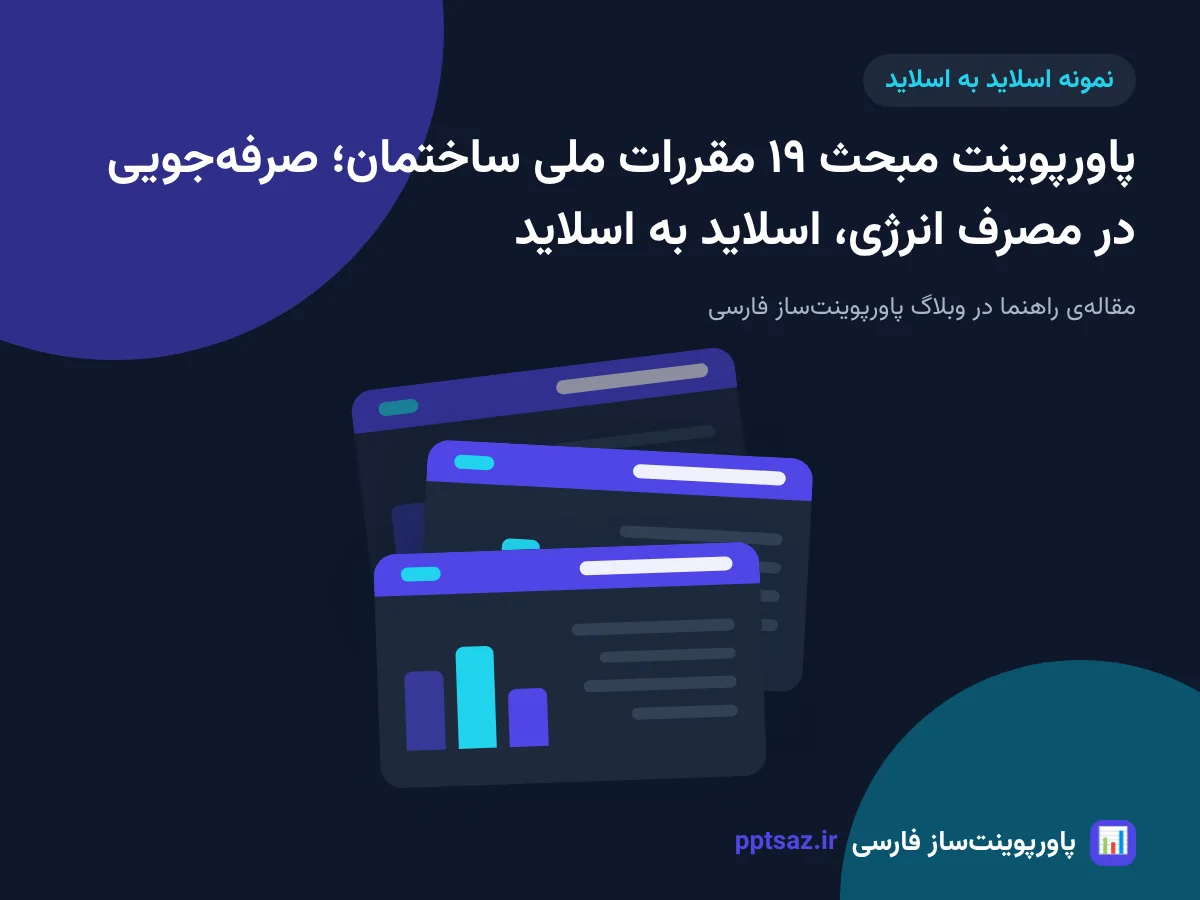 نمونه اسلاید به اسلاید
پاورپوینت مبحث ۱۹ مقررات ملی ساختمان؛ صرفه‌جویی
در مصرف انرژی، اسلاید به اسلاید
مقاله‌ی راهنما در وبلاگ پاورپوینت‌ساز فارسی
پاورپوینت‌ساز فارسی pptsaz.ir